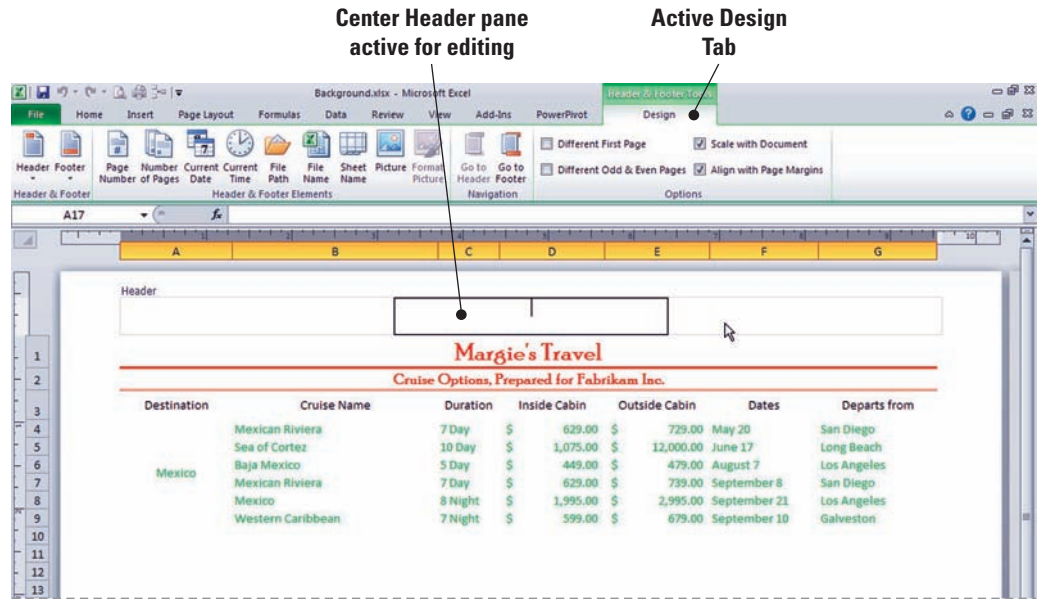 Center Header pane active for editing
Active Design Tab
Background.xlsx - Microsoft Excel
Header & Footer Tools
File Home Insert Page Layout Formulas Data Review View Add-Ins PowerPivot Design
Header Footer Page Number Number of Pages Current Date Current Time File Path File Name Sheet Name Picture Format Picture Go to Header Go to Footer
Different First Page Scale with Document
Different Odd & Even Pages Align with Page Margins
Header & Footer Header & Footer Elements Navigation Options
A17 fx
A B C D E F G
Header
1 Margie's Travel
2 Cruise Options, Prepared for Fabrikam Inc.
3 Destination Cruise Name Duration Inside Cabin Outside Cabin Dates Departs from
4 Mexican Riviera 7 Day $ 629.00 $ 729.00 May 20 San Diego
5 Sea of Cortez 10 Day $ 1,075.00 $ 12,000.00 June 17 Long Beach
6 Baja Mexico 5 Day $ 449.00 $ 479.00 August 7 Los Angeles
Mexico
7 Mexican Riviera 7 Day $ 629.00 $ 739.00 September 8 San Diego
8 Mexico 8 Night $ 1,995.00 $ 2,995.00 September 21 Los Angeles
9 Western Caribbean 7 Night $ 599.00 $ 679.00 September 10 Galveston
10
11
12
13